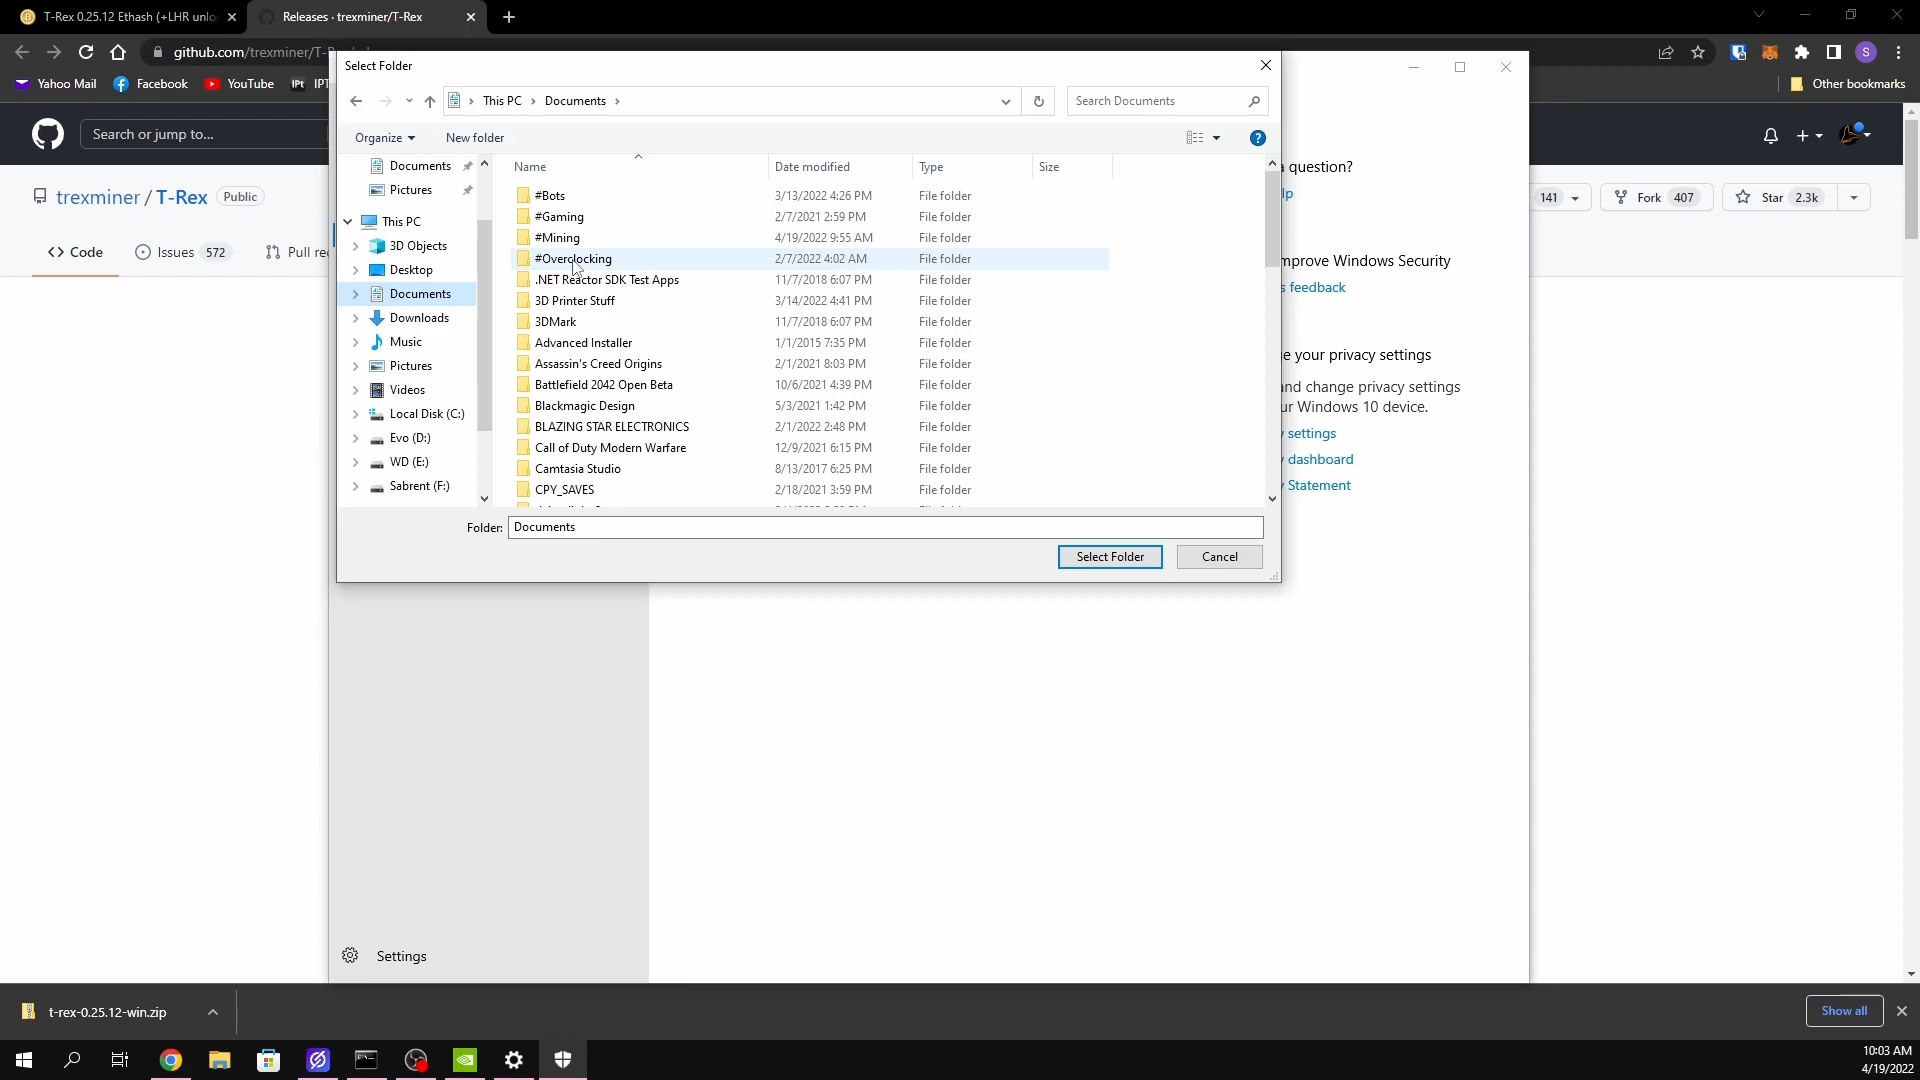 T-Rex 0.25.12 Ethash (+LHR unlo
Releases · trexminer/T-Rex
github.com/trexminer/T-
Yahoo Mail
Facebook
YouTube
IPt
IPT
Other bookmarks
Search or jump to...
trexminer / T-Rex
Public
141
Fork 407
Star 2.3k
Code
Issues 572
Pull re
Select Folder
This PC > Documents >
Search Documents
Organize
New folder
Documents
Pictures
This PC
3D Objects
Desktop
Documents
Downloads
Music
Pictures
Videos
Local Disk (C:)
Evo (D:)
WD (E:)
Sabrent (F:)
Name Date modified Type Size
#Bots 3/13/2022 4:26 PM File folder
#Gaming 2/7/2021 2:59 PM File folder
#Mining 4/19/2022 9:55 AM File folder
#Overclocking 2/7/2022 4:02 AM File folder
.NET Reactor SDK Test Apps 11/7/2018 6:07 PM File folder
3D Printer Stuff 3/14/2022 4:41 PM File folder
3DMark 11/7/2018 6:07 PM File folder
Advanced Installer 1/1/2015 7:35 PM File folder
Assassin's Creed Origins 2/1/2021 8:03 PM File folder
Battlefield 2042 Open Beta 10/6/2021 4:39 PM File folder
Blackmagic Design 5/3/2021 1:42 PM File folder
BLAZING STAR ELECTRONICS 2/1/2022 2:48 PM File folder
Call of Duty Modern Warfare 12/9/2021 6:15 PM File folder
Camtasia Studio 8/13/2017 6:25 PM File folder
CPY_SAVES 2/18/2021 3:59 PM File folder
Folder: Documents
Select Folder
Cancel
a question?
lp
mprove Windows Security
s feedback
e your privacy settings
and change privacy settings
ur Windows 10 device.
y settings
y dashboard
y Statement
Settings
t-rex-0.25.12-win.zip
Show all
S
10:03 AM
4/19/2022